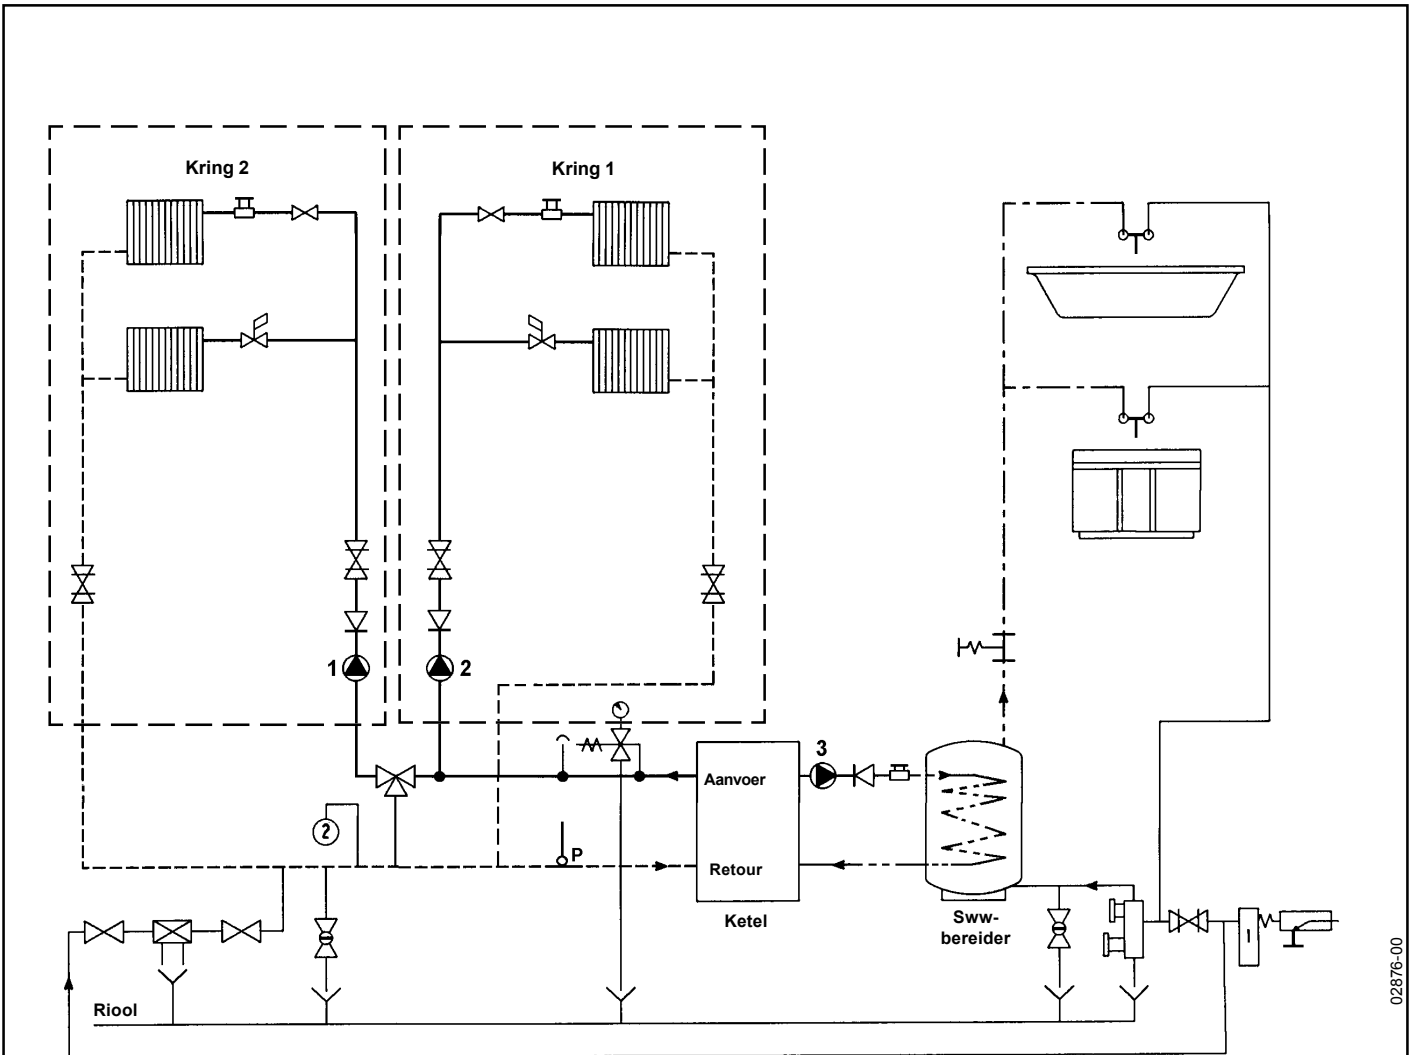 Kring 2
Kring 1
1
2
3
Aanvoer
2
P
Retour
Ketel
Sww-
bereider
Riool
02876-00